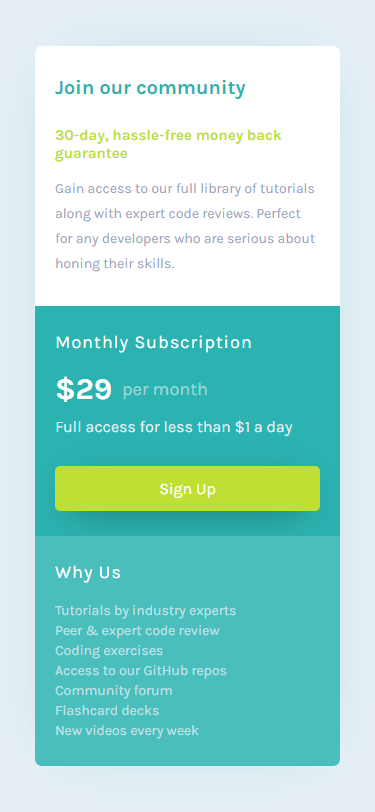 Join our community
30-day, hassle-free money back
guarantee
Gain access to our full library of tutorials
along with expert code reviews. Perfect
for any developers who are serious about
honing their skills.
Monthly Subscription
$29 per month
Full access for less than $1 a day
Sign Up
Why Us
Tutorials by industry experts
Peer & expert code review
Coding exercises
Access to our GitHub repos
Community forum
Flashcard decks
New videos every week